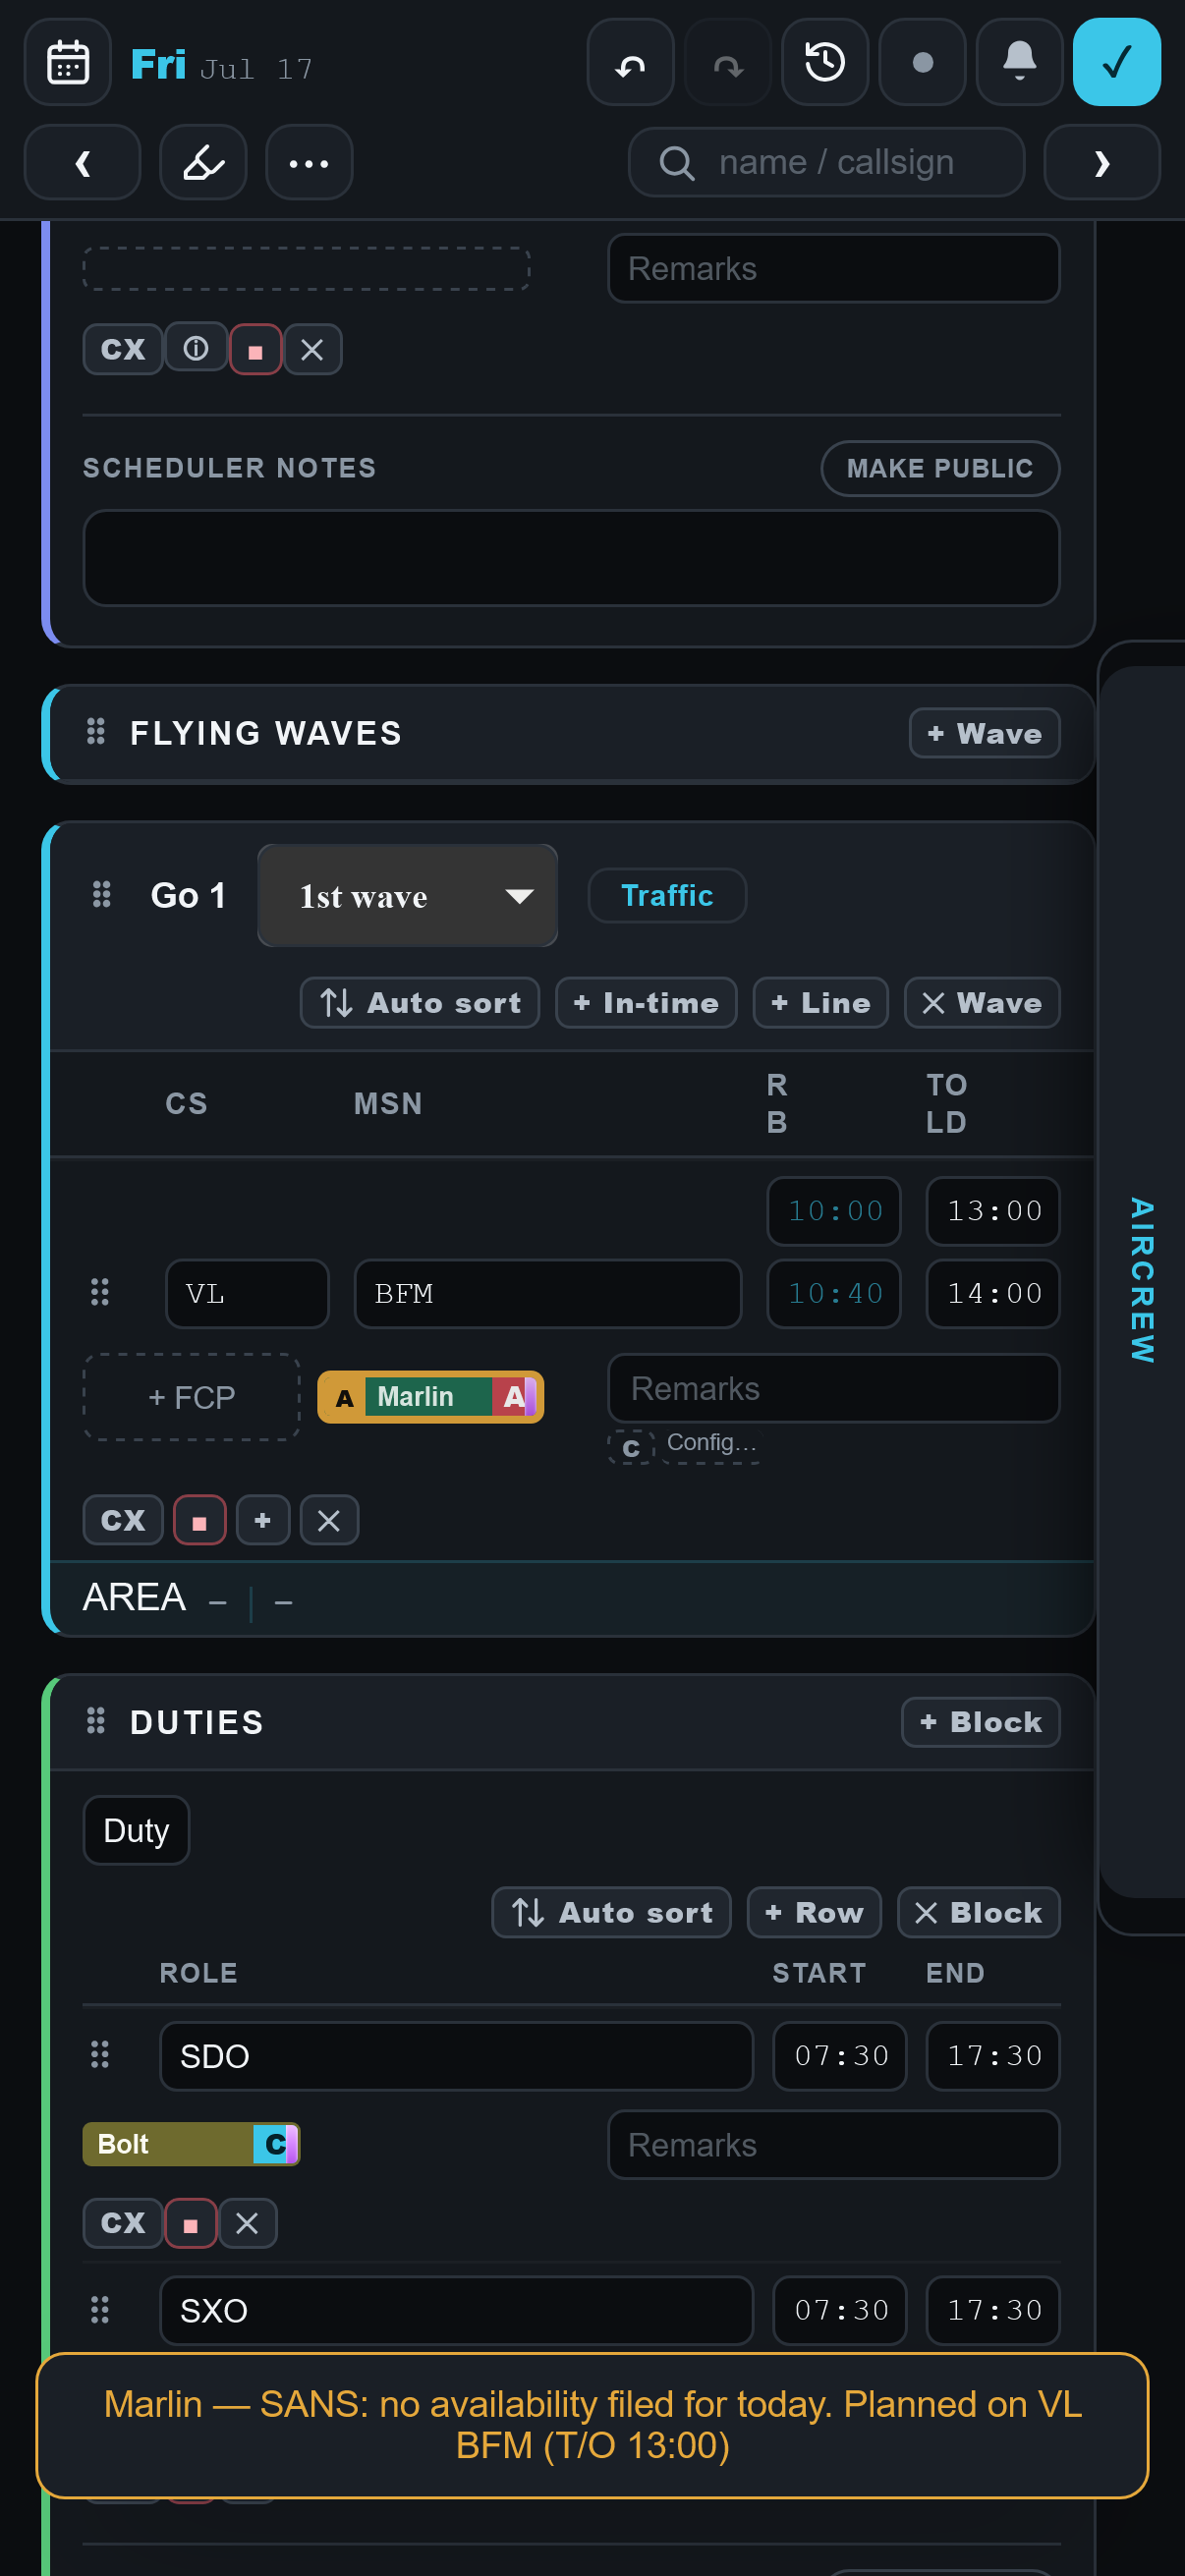 Fri Jul 17
name / callsign
Remarks
CX
SCHEDULER NOTES
MAKE PUBLIC
FLYING WAVES
+ Wave
Go 1
1st wave
Traffic
Auto sort
+ In-time
+ Line
× Wave
CS
MSN
R
B
TO
LD
10:00
13:00
VL
BFM
10:40
14:00
+ FCP
A
Marlin
A
Remarks
C
Config...
CX
+
AREA – | –
AIRCREW
DUTIES
+ Block
Duty
Auto sort
+ Row
× Block
ROLE
START
END
SDO
07:30
17:30
Bolt
C
Remarks
CX
SXO
07:30
17:30
Marlin — SANS: no availability filed for today. Planned on VL
BFM (T/O 13:00)